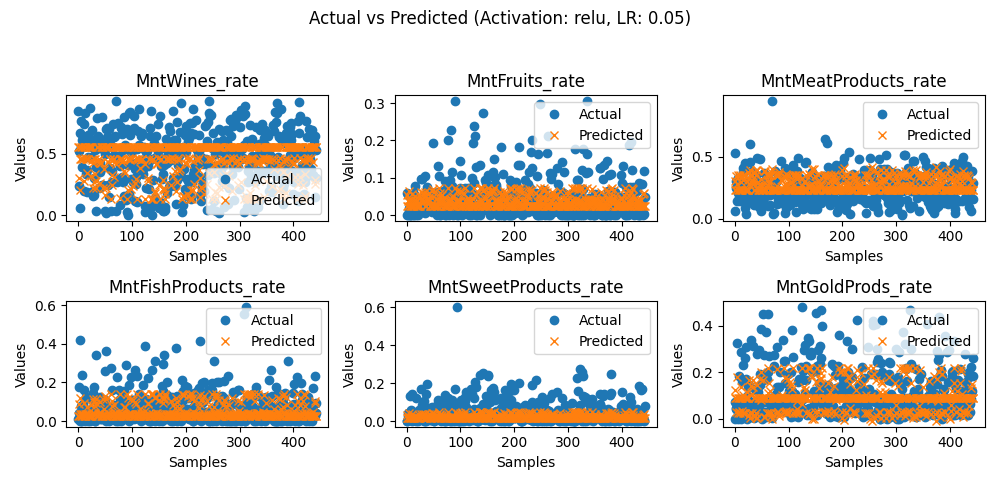 Actual vs Predicted (Activation: relu, LR: 0.05)
MntWines_rate
Values
0.5
0.0
Actual
Predicted
0 100 200 300 400
Samples
MntFruits_rate
Values
0.3
0.2
0.1
0.0
Actual
Predicted
0 100 200 300 400
Samples
MntMeatProducts_rate
Values
0.5
0.0
Actual
Predicted
0 100 200 300 400
Samples
MntFishProducts_rate
Values
0.6
0.4
0.2
0.0
Actual
Predicted
0 100 200 300 400
Samples
MntSweetProducts_rate
Values
0.6
0.4
0.2
0.0
Actual
Predicted
0 100 200 300 400
Samples
MntGoldProds_rate
Values
0.4
0.2
0.0
Actual
Predicted
0 100 200 300 400
Samples